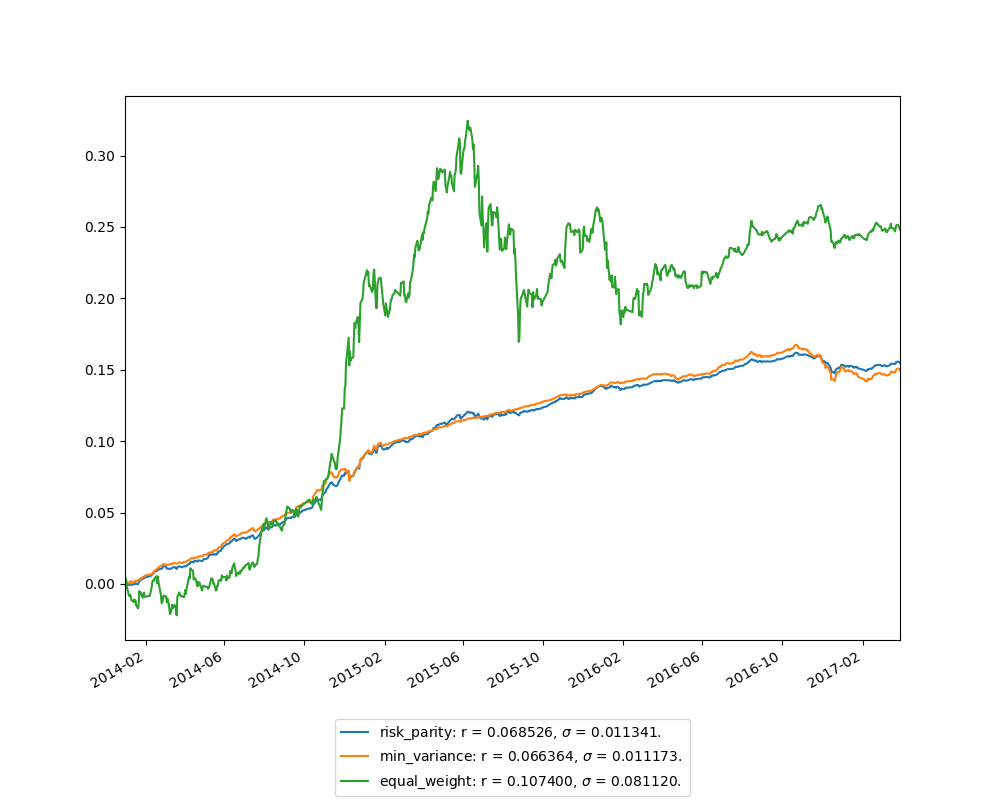 0.30
0.25
0.20
0.15
0.10
0.05
0.00
2014-02 2014-06 2014-10 2015-02 2015-06 2015-10 2016-02 2016-06 2016-10 2017-02
risk_parity: r = 0.068526, σ = 0.011341.
min_variance: r = 0.066364, σ = 0.011173.
equal_weight: r = 0.107400, σ = 0.081120.